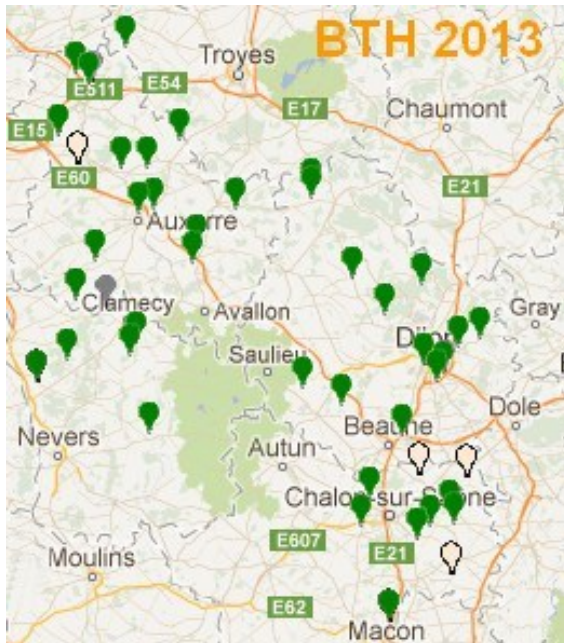 BTH 2013
Troyes
E511
E54
E17
Chaumont
E15
E60
E21
Auxerre
Clamecy
Avallon
Gray
Dijon
Saulieu
Dole
Beaune
Nevers
Autun
Chalon-sur-Saône
E607
E21
Moulins
E62
Macon